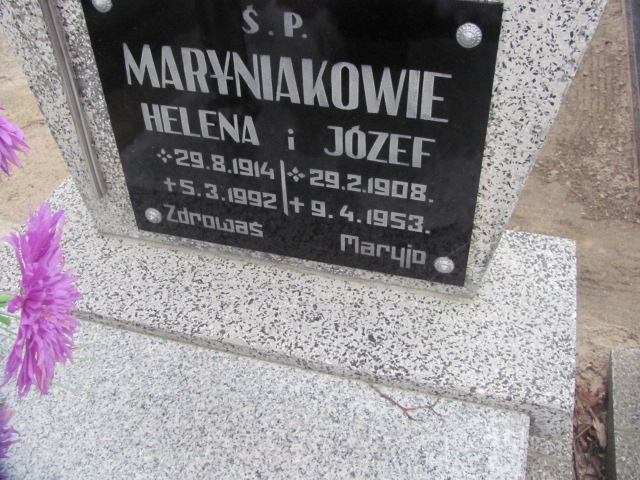 Ś. P.
MARYNIAKOWIE
HELENA i JÓZEF
29.8.1914 29.2.1908.
+5.3.1992 +9.4.1953.
Zdrowaś Maryjo